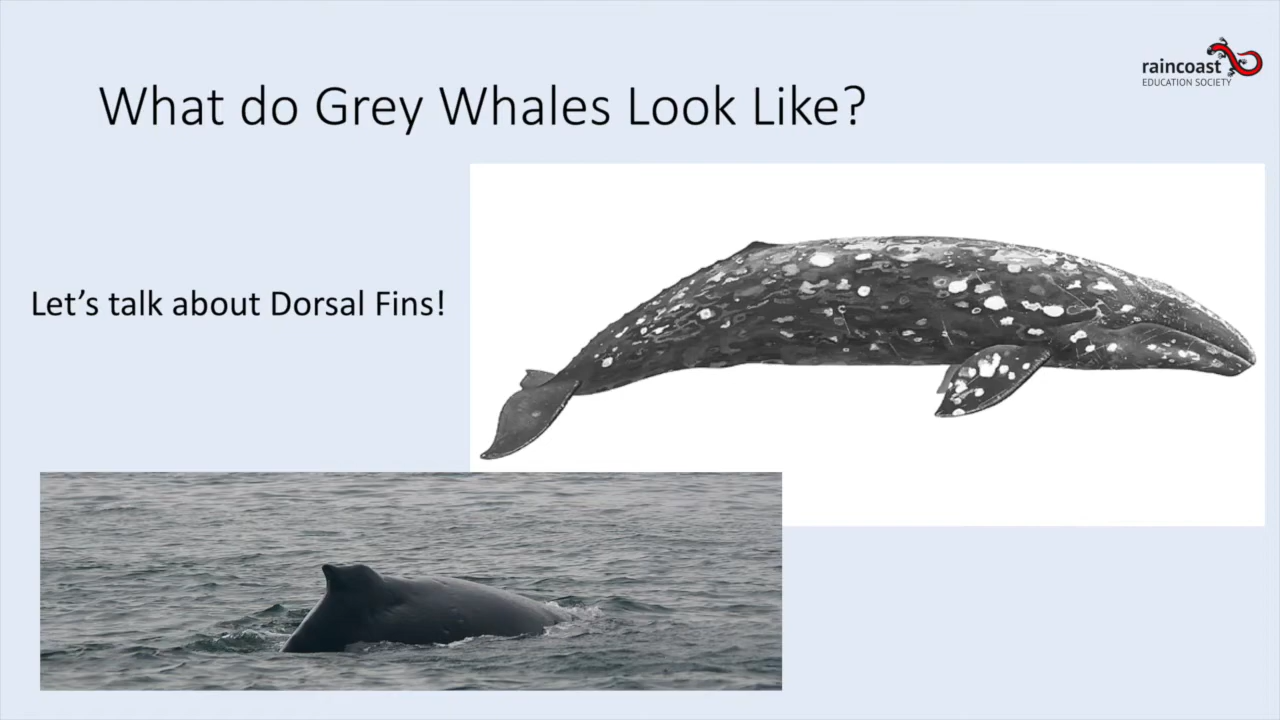 raincoast
EDUCATION SOCIETY
What do Grey Whales Look Like?
Let’s talk about Dorsal Fins!